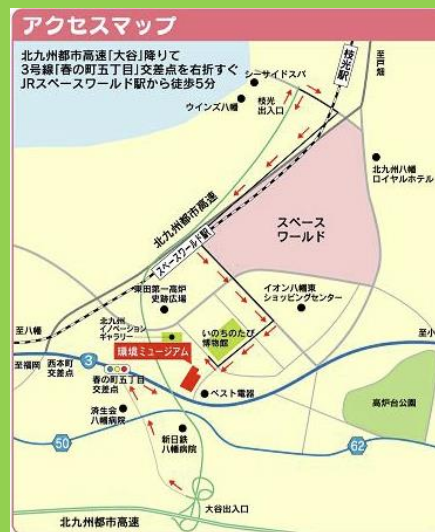 アクセスマップ
北九州都市高速「大谷」降りて
3号線「春の町五丁目」交差点を右折すぐ
JRスペースワールド駅から徒歩5分
シーサイドスパ
ウインズ八幡
枝光
出入口
枝光駅
至戸畑
北九州八幡
ロイヤルホテル
北九州都市高速
スペースワールド駅
スペース
ワールド
東田第一高炉
史跡広場
イオン八幡東
ショッピングセンター
至八幡
北九州
イノベーション
ギャラリー
いのちのたび
博物館
至小
至福岡
西本町
交差点
3
環境ミュージアム
春の町五丁目
交差点
ベスト電器
済生会
八幡病院
高炉台公園
50
新日鉄
八幡病院
62
大谷出入口
北九州都市高速